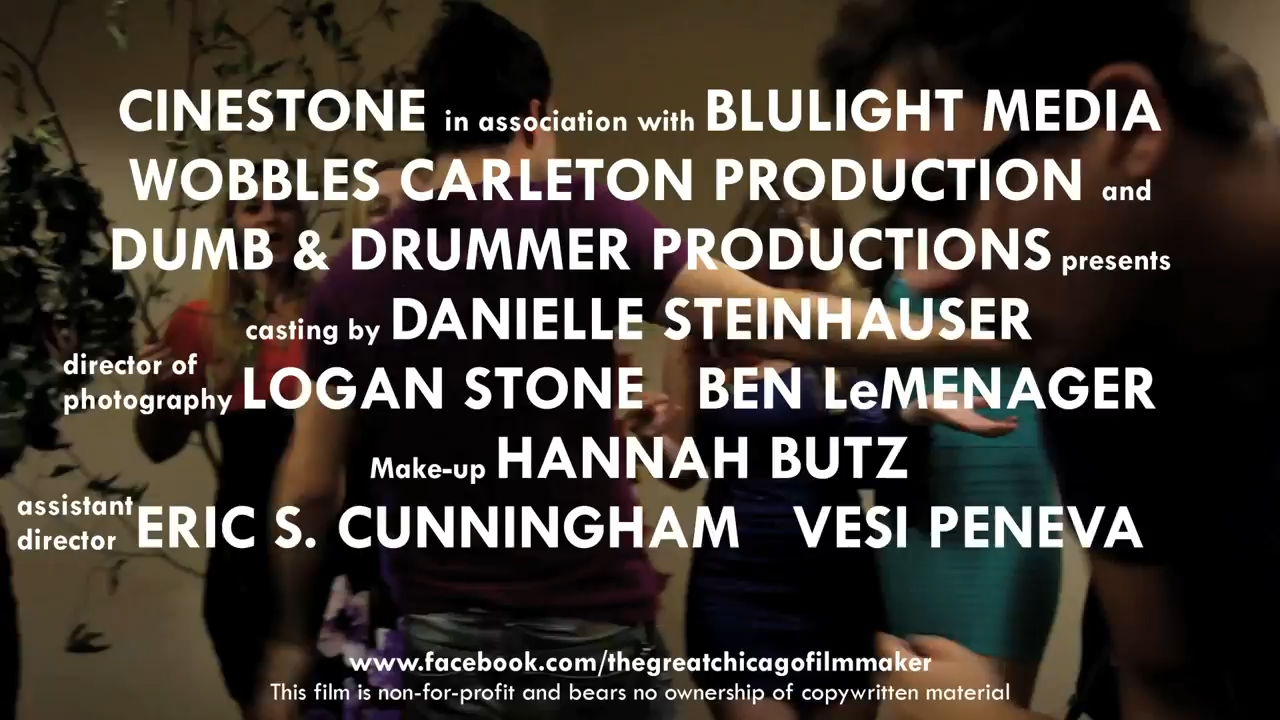 CINESTONE in association with BLULIGHT MEDIA
WOBBLES CARLETON PRODUCTION and
DUMB & DRUMMER PRODUCTIONS presents
casting by DANIELLE STEINHAUSER
director of
photography LOGAN STONE BEN LeMENAGER
Make-up HANNAH BUTZ
assistant
director ERIC S. CUNNINGHAM VESI PENEVA
www.facebook.com/thegreatchicagofilmmaker
This film is non-for-profit and bears no ownership of copywritten material